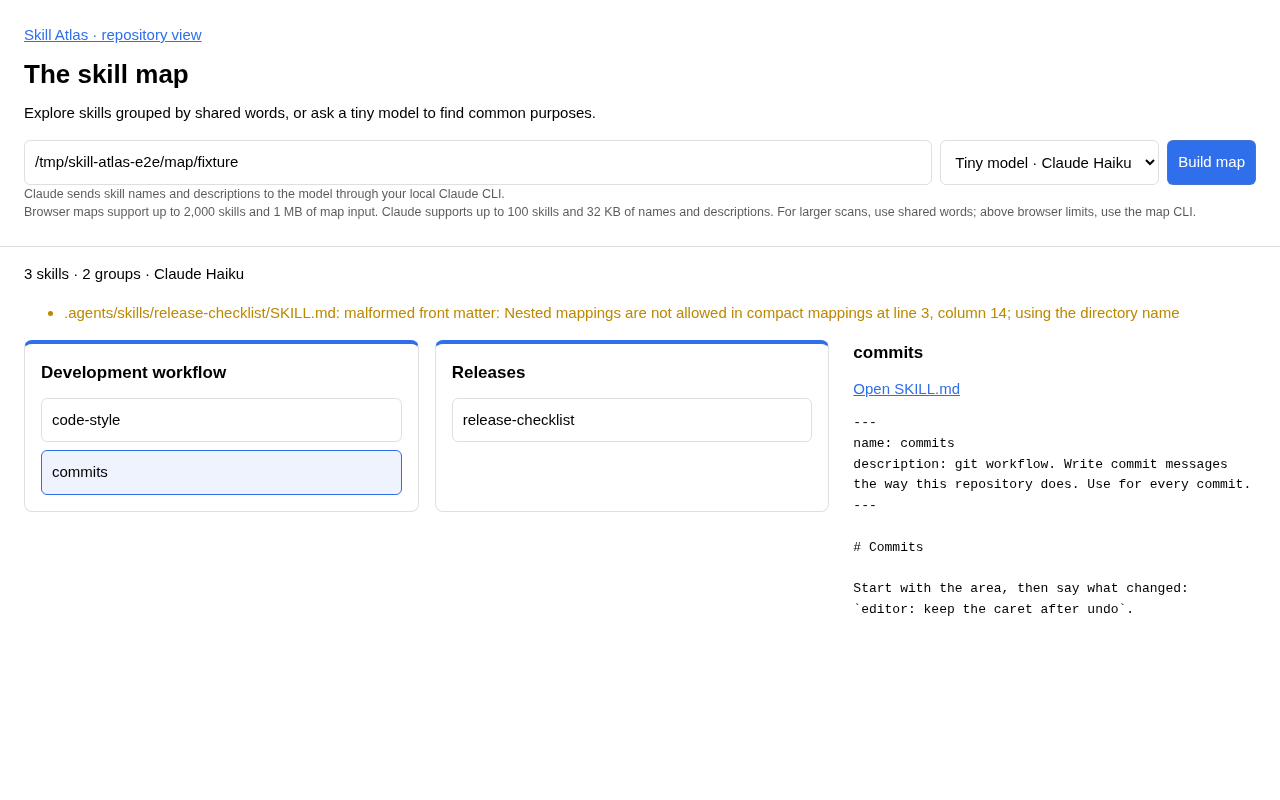 Skill Atlas · repository view
The skill map
Explore skills grouped by shared words, or ask a tiny model to find common purposes.
/tmp/skill-atlas-e2e/map/fixture
Tiny model · Claude Haiku
Build map
Claude sends skill names and descriptions to the model through your local Claude CLI.
Browser maps support up to 2,000 skills and 1 MB of map input. Claude supports up to 100 skills and 32 KB of names and descriptions. For larger scans, use shared words; above browser limits, use the map CLI.
3 skills · 2 groups · Claude Haiku
.agents/skills/release-checklist/SKILL.md: malformed front matter: Nested mappings are not allowed in compact mappings at line 3, column 14; using the directory name
Development workflow
code-style
commits
Releases
release-checklist
commits
Open SKILL.md
---
name: commits
description: git workflow. Write commit messages
the way this repository does. Use for every commit.
---
# Commits
Start with the area, then say what changed:
`editor: keep the caret after undo`.